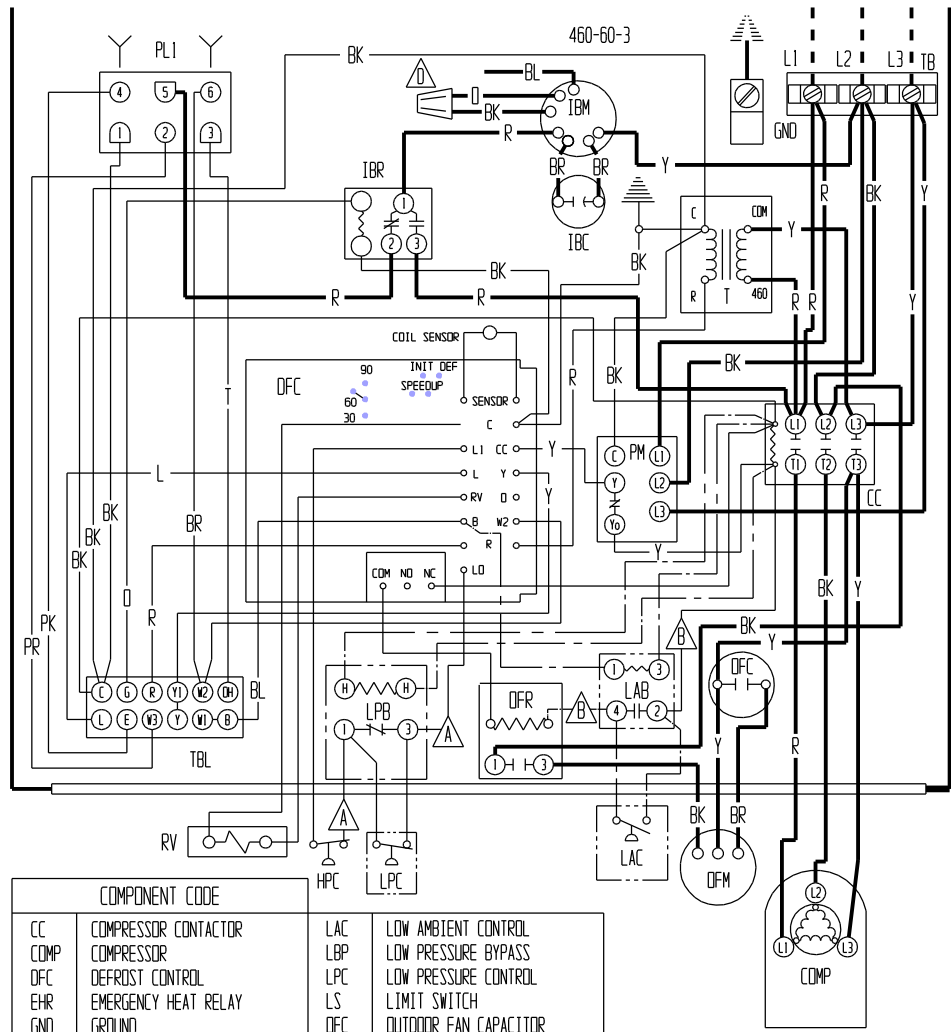 460-60-3
PL1
BK
L1 L2 L3 TB
D
BL
O
BK
IBM
4 5 6
1 2 3
GND
R
IBR
BR BR
Y
IBC
R BK Y
1
2 3
C COM
Y
R T 460
BK
BK
R R
R R
Y
COIL SENSOR
DFC
90
60
30
INIT DEF
SPEEDUP
SENSOR
C
L1 CC
L Y
RV O
B W2
R
LO
COM NO NC
R
BK
BK
Y
Y
L
T
BR
BK
BK
BK
O
R
PK
PR
PM
C L1
Y L2
Yo L3
Y
L1 L2 L3
T1 T2 T3
CC
BK
Y
R
BK
Y
OFC
B
B
C G R Y1 W2 OH
L E W3 Y W1 B
BL
TBL
H H
LPB
1 3
A
A
OFR
1 3
1 3
LAB
4 2
Y
BK BR
RV
HPC
LPC
LAC
OFM
L2
L1 L3
COMP
COMPONENT CODE
CC COMPRESSOR CONTACTOR LAC LOW AMBIENT CONTROL
COMP COMPRESSOR LBP LOW PRESSURE BYPASS
DFC DEFROST CONTROL LPC LOW PRESSURE CONTROL
EHR EMERGENCY HEAT RELAY LS LIMIT SWITCH
GND GROUND OFC OUTDOOR FAN CAPACITOR